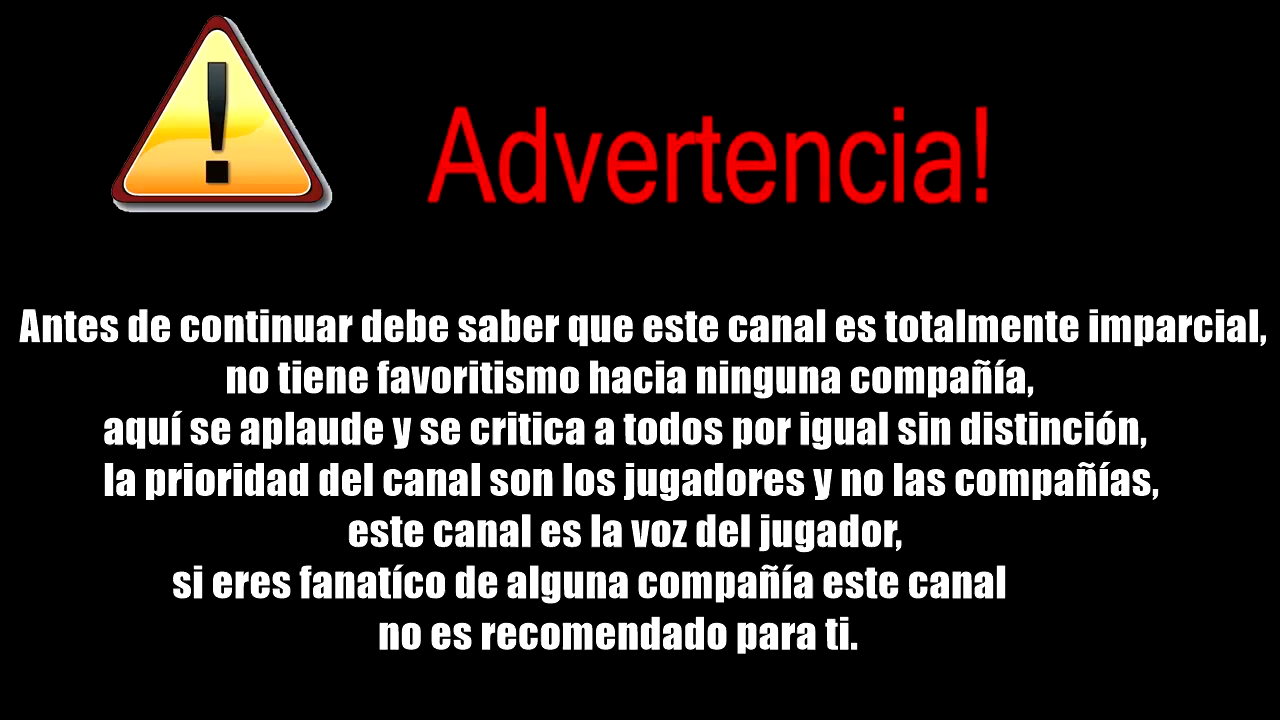 Advertencia!
Antes de continuar debe saber que este canal es totalmente imparcial,
no tiene favoritismo hacia ninguna compañía,
aquí se aplaude y se critica a todos por igual sin distinción,
la prioridad del canal son los jugadores y no las compañías,
este canal es la voz del jugador,
si eres fanatíco de alguna compañía este canal
no es recomendado para ti.